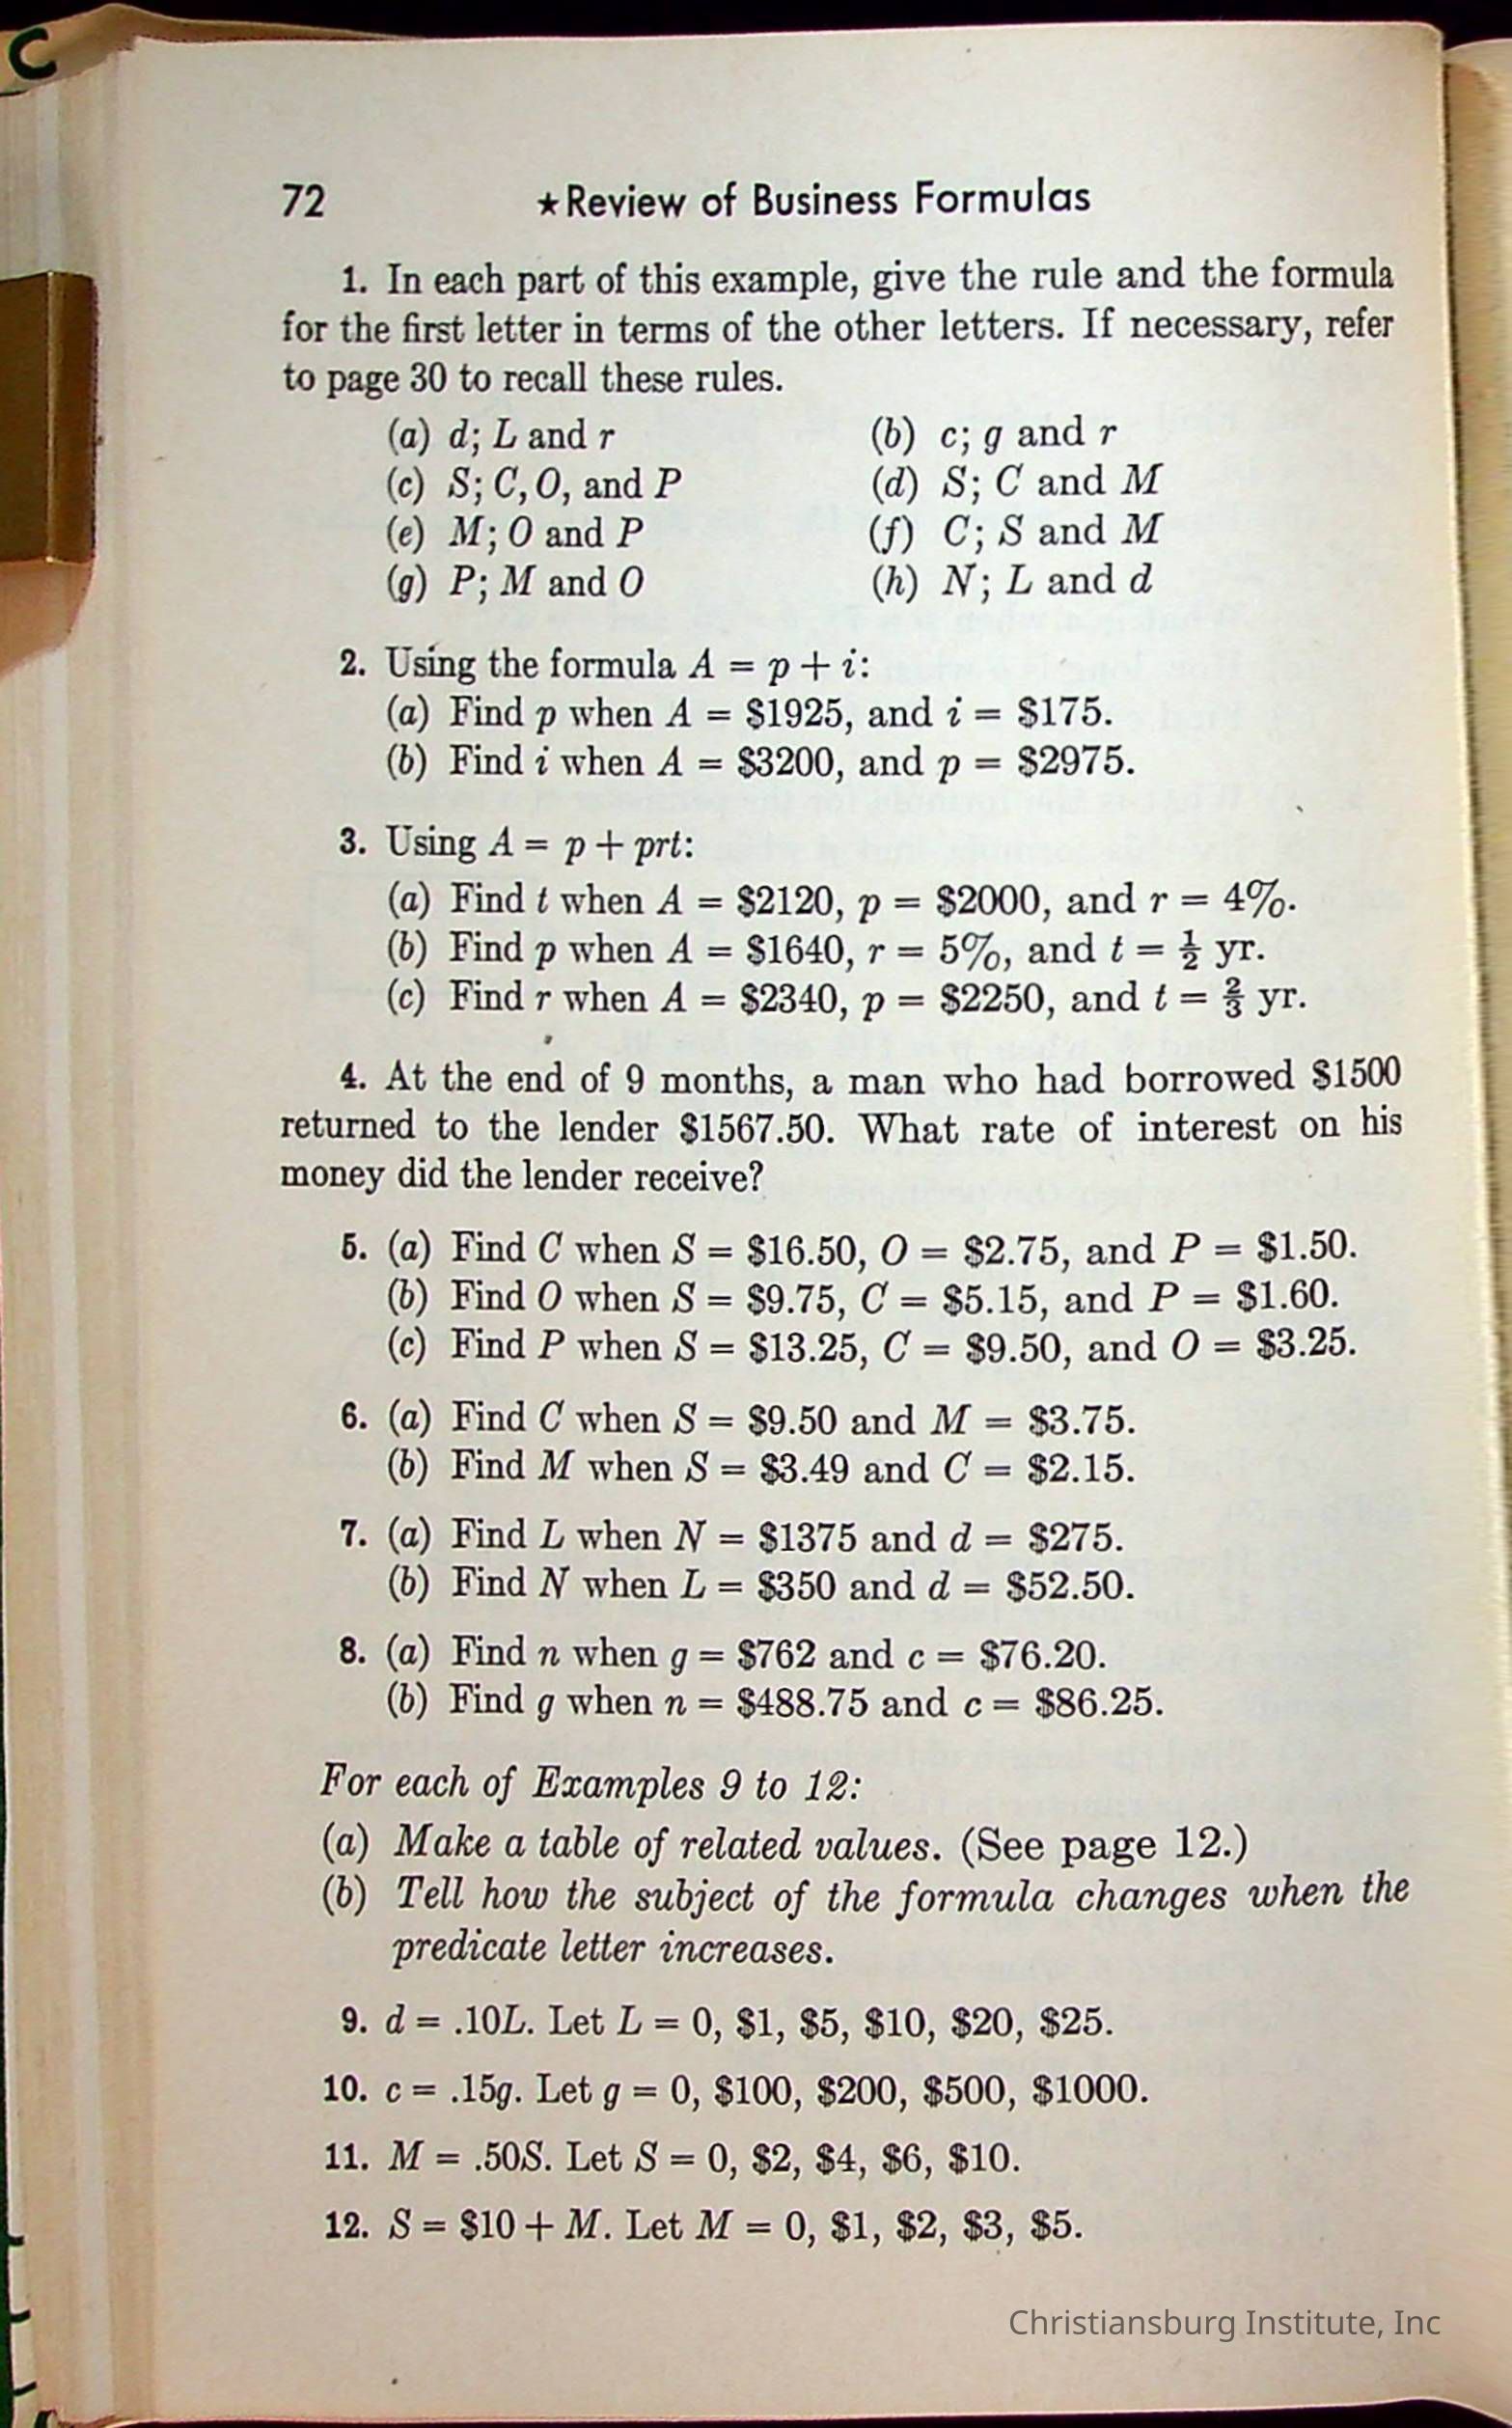 C
72 ★Review of Business Formulas
1. In each part of this example, give the rule and the formula
for the first letter in terms of the other letters. If necessary, refer
to page 30 to recall these rules.
(a) d; L and r (b) c; g and r
(c) S; C, O, and P (d) S; C and M
(e) M; O and P (f) C; S and M
(g) P; M and O (h) N; L and d
2. Using the formula A = p + i:
(a) Find p when A = $1925, and i = $175.
(b) Find i when A = $3200, and p = $2975.
3. Using A = p + prt:
(a) Find t when A = $2120, p = $2000, and r = 4%.
(b) Find p when A = $1640, r = 5%, and t = ½ yr.
(c) Find r when A = $2340, p = $2250, and t = ⅔ yr.
4. At the end of 9 months, a man who had borrowed $1500
returned to the lender $1567.50. What rate of interest on his
money did the lender receive?
5. (a) Find C when S = $16.50, O = $2.75, and P = $1.50.
(b) Find O when S = $9.75, C = $5.15, and P = $1.60.
(c) Find P when S = $13.25, C = $9.50, and O = $3.25.
6. (a) Find C when S = $9.50 and M = $3.75.
(b) Find M when S = $3.49 and C = $2.15.
7. (a) Find L when N = $1375 and d = $275.
(b) Find N when L = $350 and d = $52.50.
8. (a) Find n when g = $762 and c = $76.20.
(b) Find g when n = $488.75 and c = $86.25.
For each of Examples 9 to 12:
(a) Make a table of related values. (See page 12.)
(b) Tell how the subject of the formula changes when the
predicate letter increases.
9. d = .10L. Let L = 0, $1, $5, $10, $20, $25.
10. c = .15g. Let g = 0, $100, $200, $500, $1000.
11. M = .50S. Let S = 0, $2, $4, $6, $10.
12. S = $10 + M. Let M = 0, $1, $2, $3, $5.
Christiansburg Institute, Inc